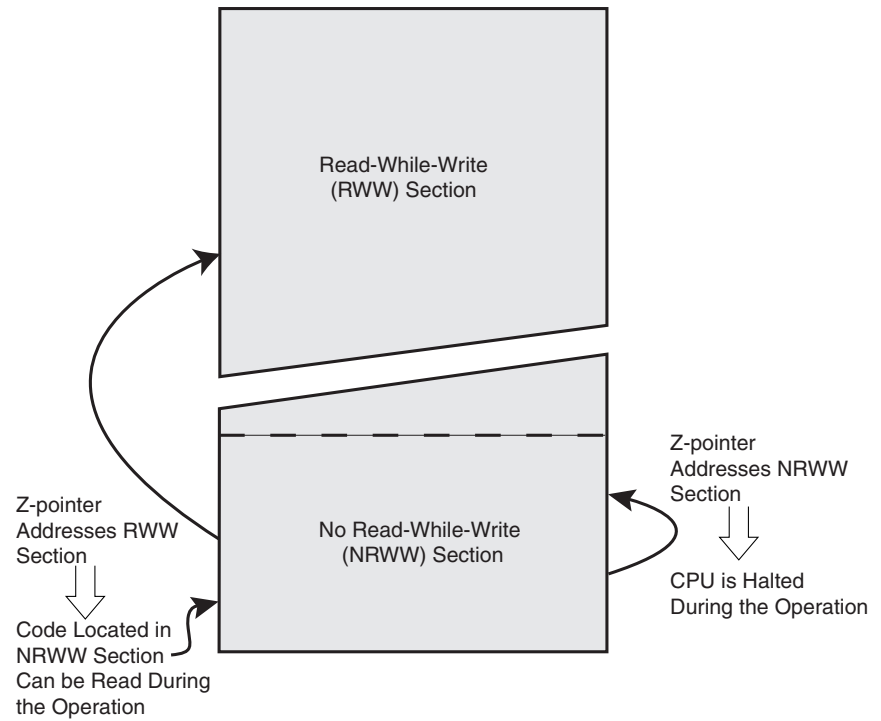 Read-While-Write
(RWW) Section
Z-pointer
Addresses NRWW
Section
Z-pointer
Addresses RWW
Section
No Read-While-Write
(NRWW) Section
CPU is Halted
During the Operation
Code Located in
NRWW Section
Can be Read During
the Operation